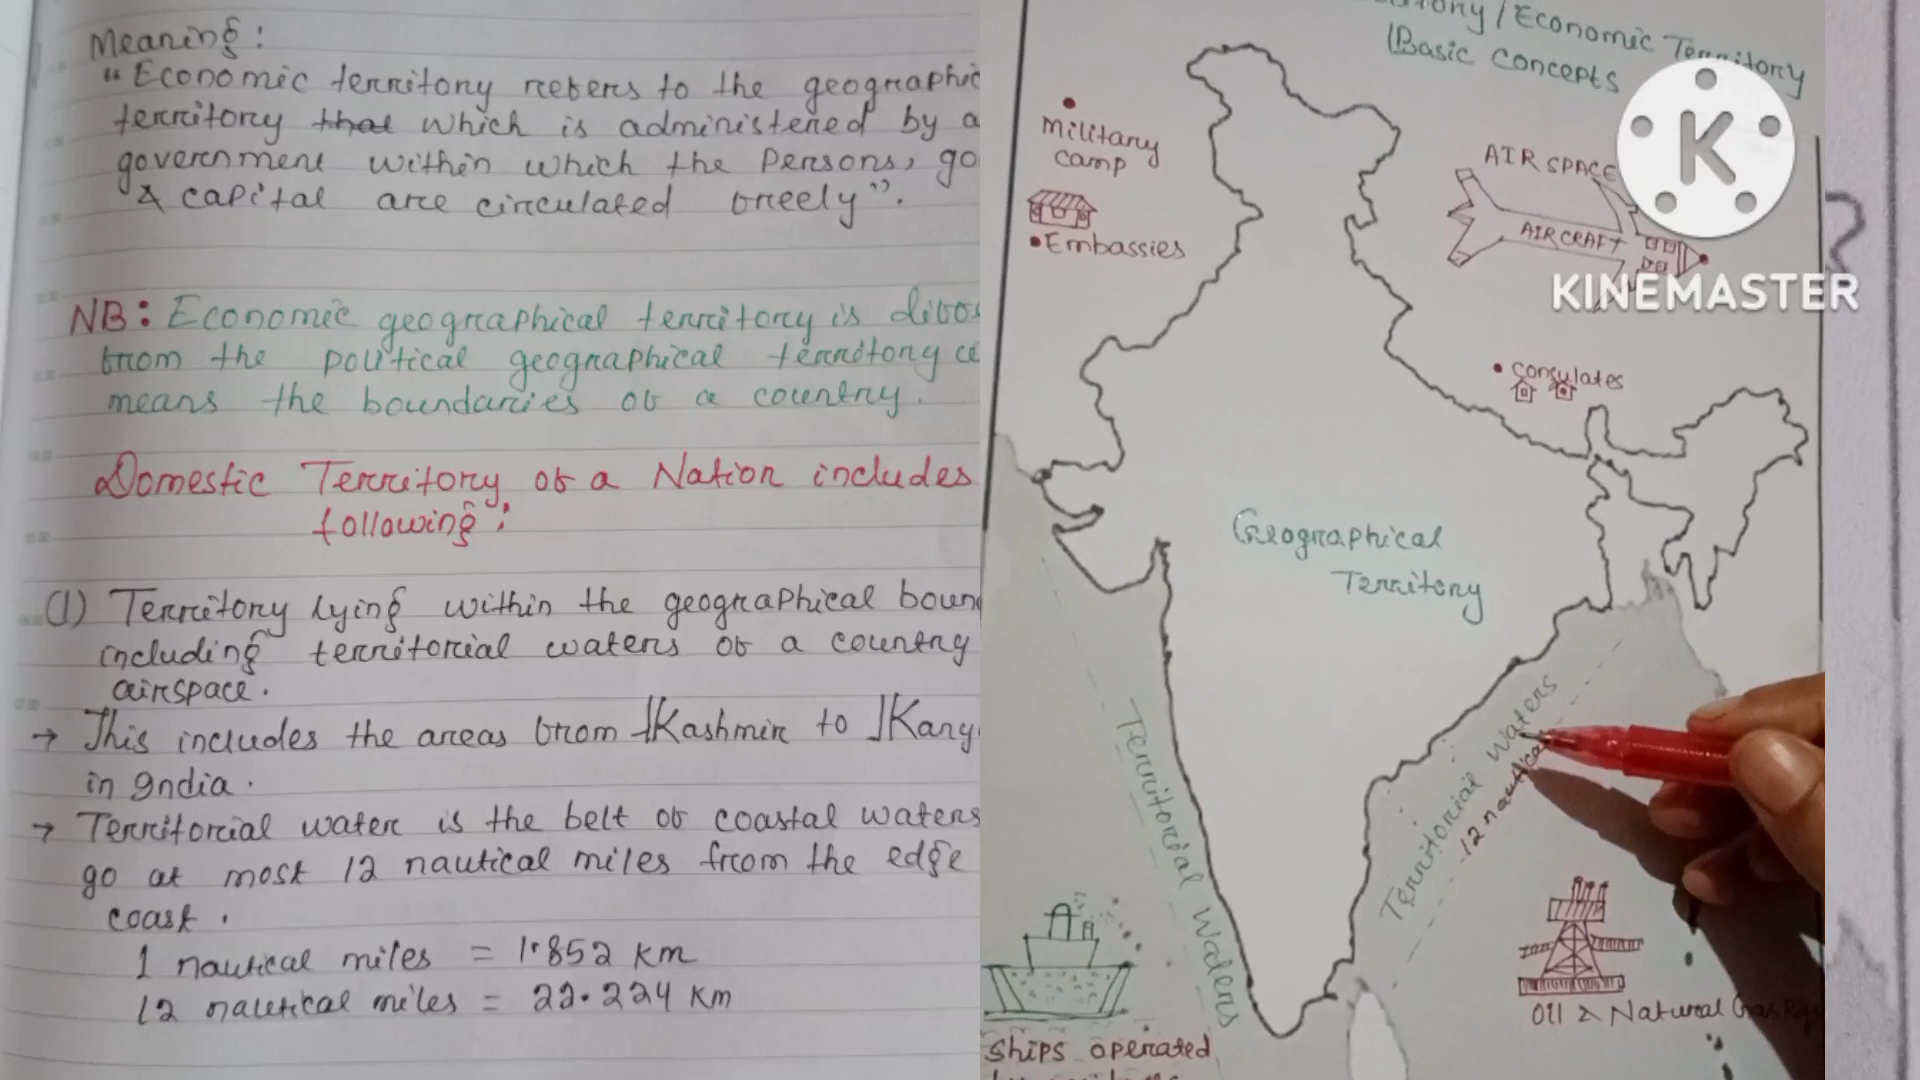 Meaning:
"Economic territory refers to the geographic
territory that which is administered by a
government within which the Persons, go
& capital are circulated freely".
NB: Economic geographical territory is
from the political geographical territory
means the boundaries of a country.
Domestic Territory of a Nation includes
following:
(1) Territory lying within the geographical boun
including territorial waters of a country
airspace.
→ This includes the areas from Kashmir to Kany
in India.
→ Territorial water is the belt of coastal waters
go at most 12 nautical miles from the edge
coast.
1 nautical miles = 1.852 KM
12 nautical miles = 22.224 KM
/Economic Territory
/Basic Concepts
Military
camp
Embassies
AIR SPACE
AIRCRAFT
KINEMASTER
consulates
Geographical
Territory
Territorial Waters
Territorial Waters
12 nautical
Oil & Natural Gas
Ships operated